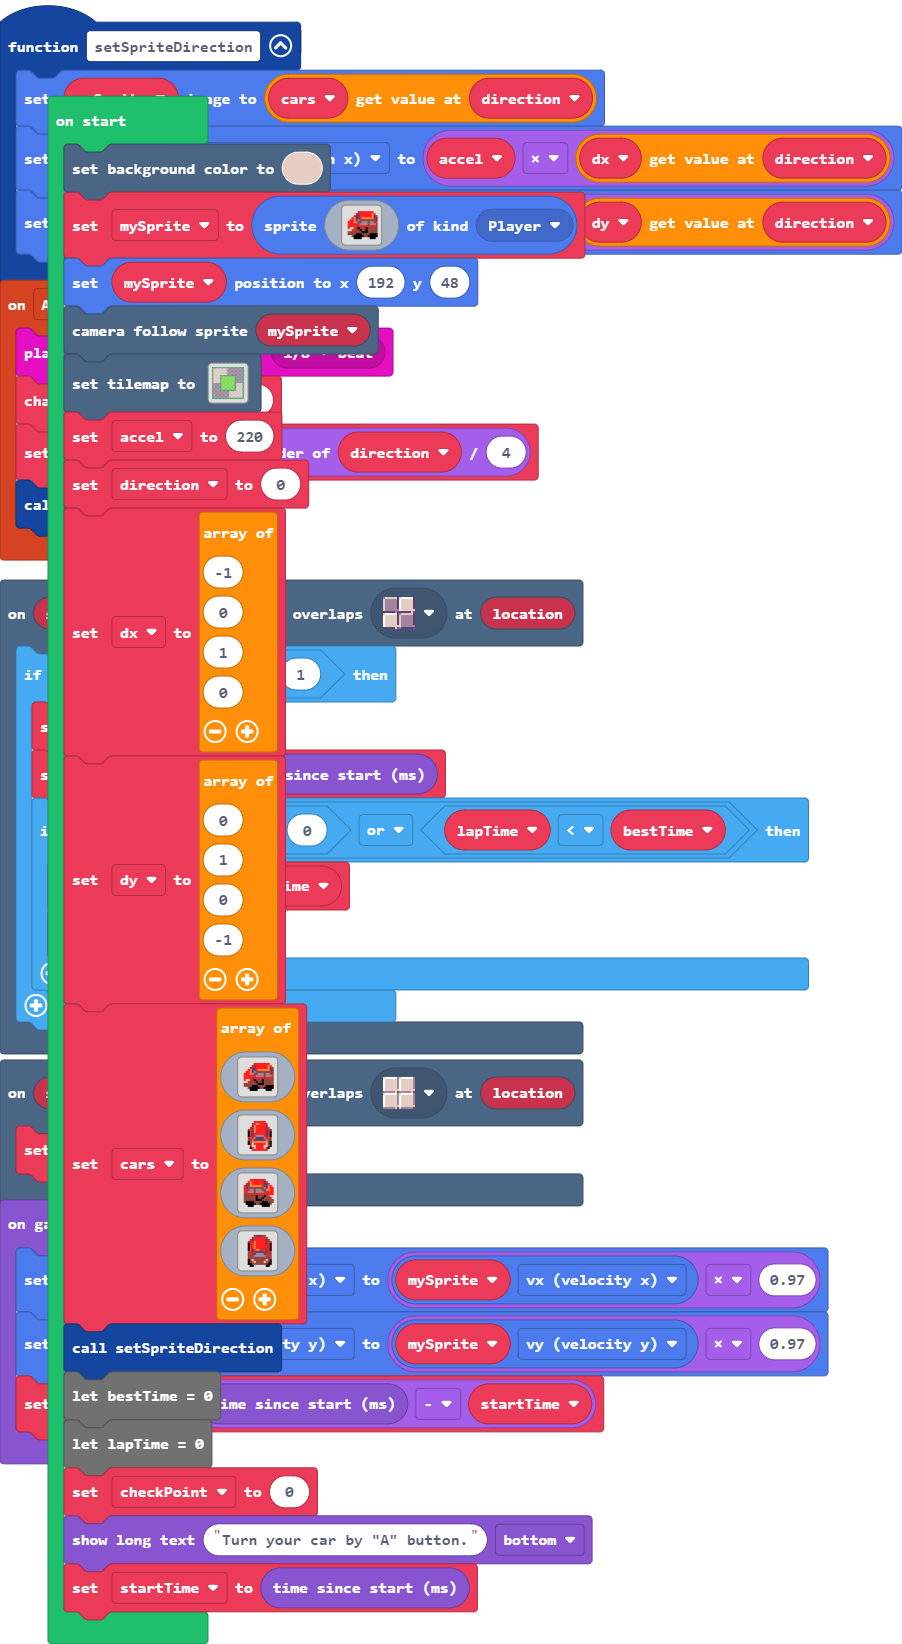 function setSpriteDirection
set age to cars get value at direction
on start
set x) to accel × dx get value at direction
set background color to
set dy get value at direction
set mySprite to sprite of kind Player
set mySprite position to x 192 y 48
on A
camera follow sprite mySprite
pla
set tilemap to
cha
set accel to 220
set der of direction / 4
set direction to 0
cal
array of
-1
0
1
0
set dx to
on overlaps at location
if 1 then
since start (ms)
array of
0
1
0
-1
set dy to
0 or lapTime < bestTime then
ime
array of
set cars to
on verlaps at location
set
on ga
set x) to mySprite vx (velocity x) × 0.97
set ty y) to mySprite vy (velocity y) × 0.97
call setSpriteDirection
let bestTime = 0
set ime since start (ms) - startTime
let lapTime = 0
set checkPoint to 0
show long text "Turn your car by "A" button." bottom
set startTime to time since start (ms)